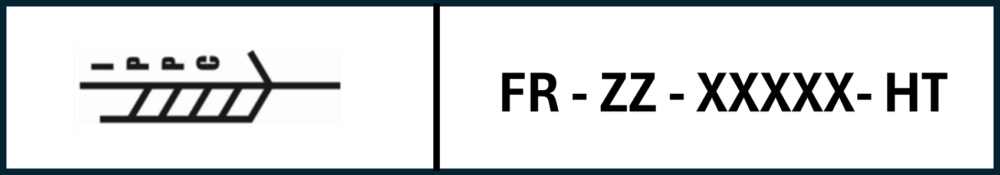 IPPC
FR - ZZ - XXXXX- HT